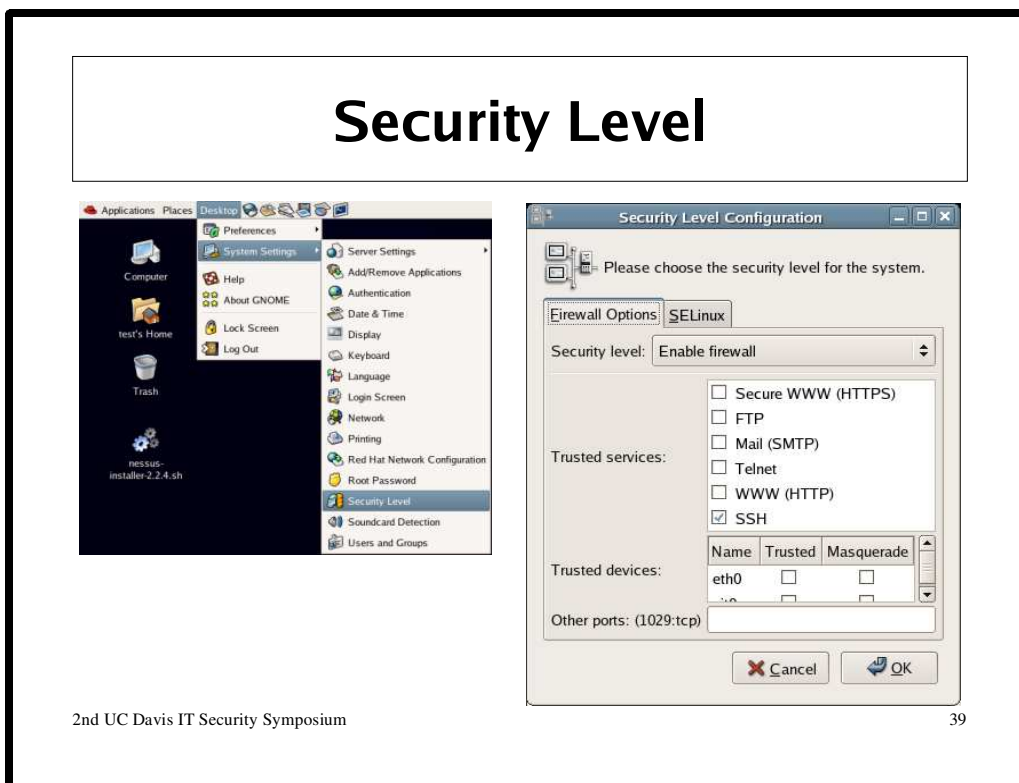 Security Level
Applications Places Desktop
Preferences
System Settings
Help
About GNOME
Lock Screen
Log Out
Computer
test's Home
Trash
nessus-
installer-2.2.4.sh
Server Settings
Add/Remove Applications
Authentication
Date & Time
Display
Keyboard
Language
Login Screen
Network
Printing
Red Hat Network Configuration
Root Password
Security Level
Soundcard Detection
Users and Groups
Security Level Configuration
Please choose the security level for the system.
Firewall Options SELinux
Security level: Enable firewall
Trusted services:
Secure WWW (HTTPS)
FTP
Mail (SMTP)
Telnet
WWW (HTTP)
SSH
Trusted devices:
Name Trusted Masquerade
eth0
Other ports: (1029:tcp)
Cancel OK
2nd UC Davis IT Security Symposium 39